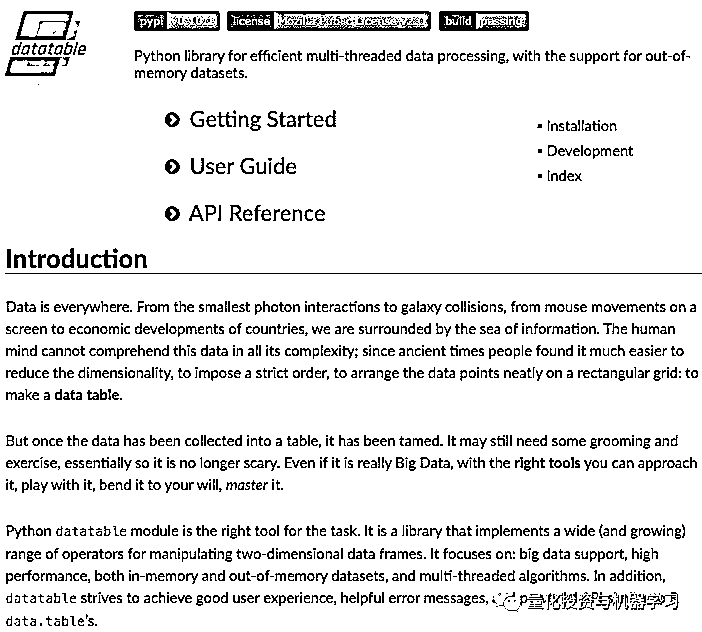 datatable
pypi
license Mozilla Public License v2.0
build passing
Python library for efficient multi-threaded data processing, with the support for out-of-
memory datasets.
Getting Started
User Guide
API Reference
Installation
Development
Index
Introduction
Data is everywhere. From the smallest photon interactions to galaxy collisions, from mouse movements on a
screen to economic developments of countries, we are surrounded by the sea of information. The human
mind cannot comprehend this data in all its complexity; since ancient times people found it much easier to
reduce the dimensionality, to impose a strict order, to arrange the data points neatly on a rectangular grid: to
make a data table.
But once the data has been collected into a table, it has been tamed. It may still need some grooming and
exercise, essentially so it is no longer scary. Even if it is really Big Data, with the right tools you can approach
it, play with it, bend it to your will, master it.
Python datatable module is the right tool for the task. It is a library that implements a wide (and growing)
range of operators for manipulating two-dimensional data frames. It focuses on: big data support, high
performance, both in-memory and out-of-memory datasets, and multi-threaded algorithms. In addition,
datatable strives to achieve good user experience, helpful error messages,
量化投资与机器学习
data.table's.